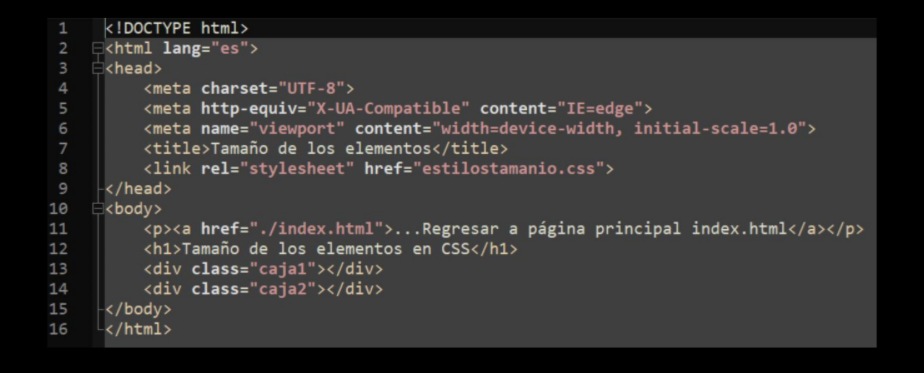 1 <!DOCTYPE html>
2 <html lang="es">
3 <head>
4 <meta charset="UTF-8">
5 <meta http-equiv="X-UA-Compatible" content="IE=edge">
6 <meta name="viewport" content="width=device-width, initial-scale=1.0">
7 <title>Tamaño de los elementos</title>
8 <link rel="stylesheet" href="estilostamanio.css">
9 </head>
10 <body>
11 <p><a href="./index.html">...Regresar a página principal index.html</a></p>
12 <h1>Tamaño de los elementos en CSS</h1>
13 <div class="caja1"></div>
14 <div class="caja2"></div>
15 </body>
16 </html>